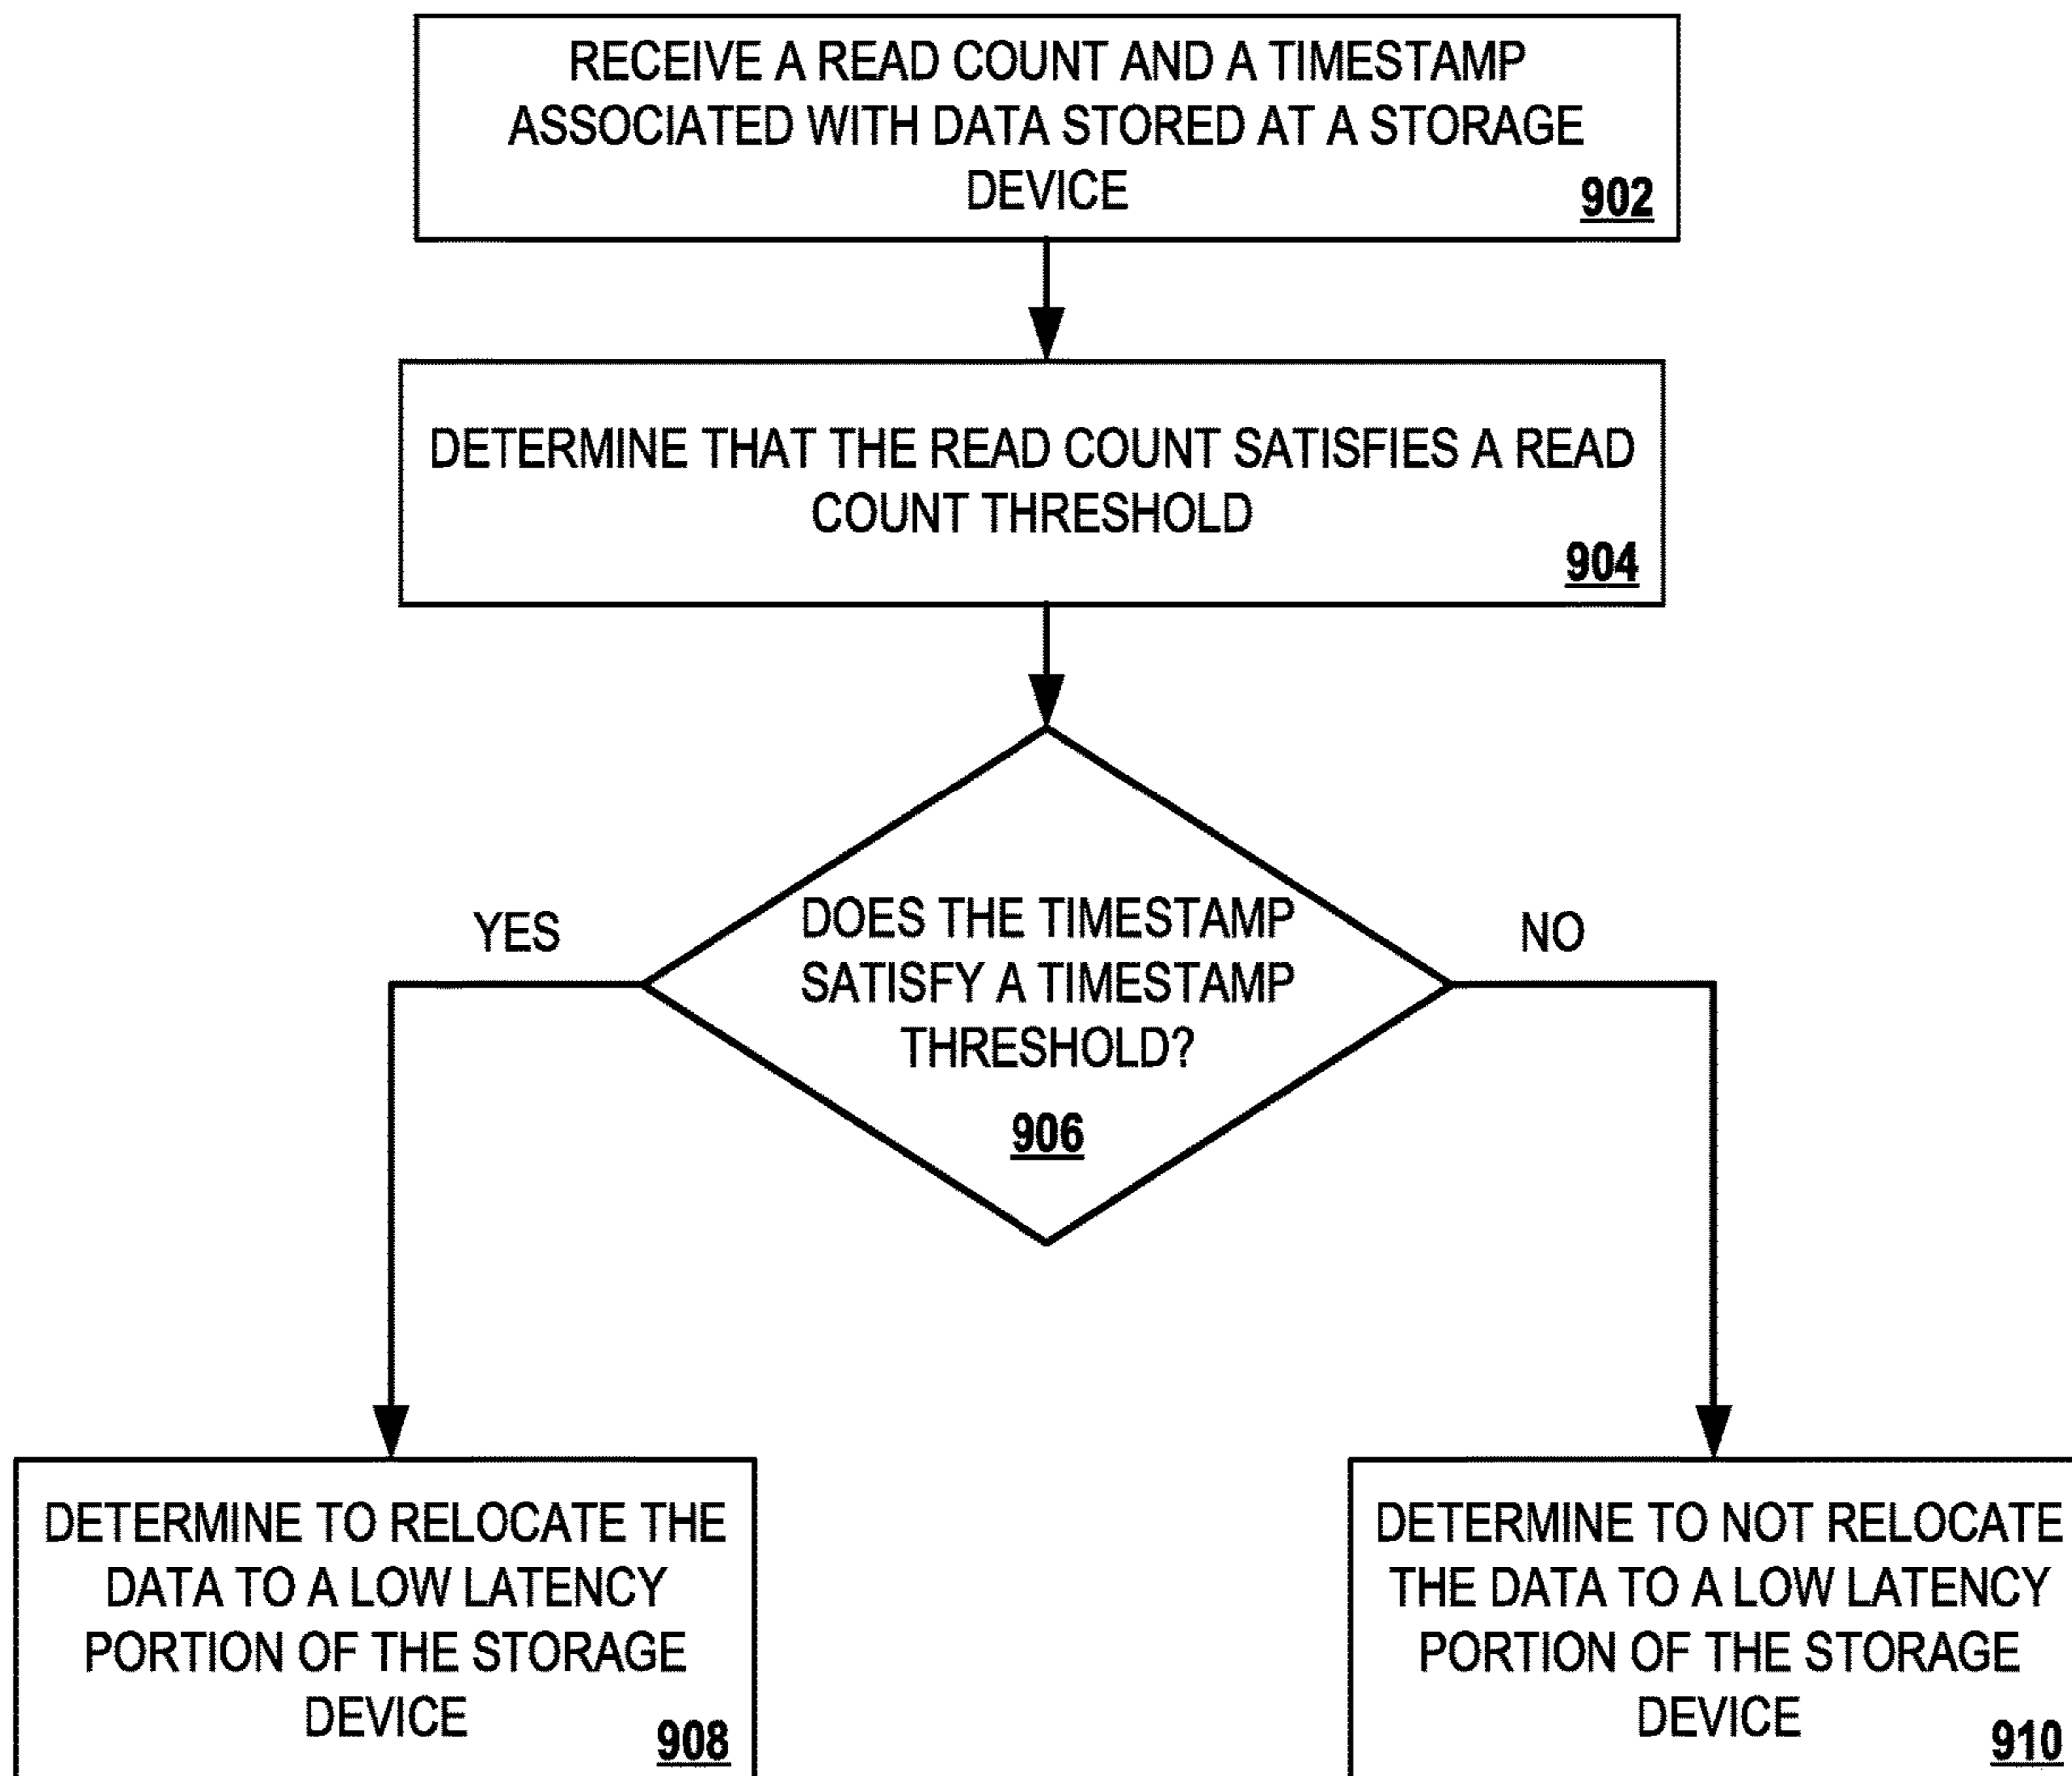 RECEIVE A READ COUNT AND A TIMESTAMP
ASSOCIATED WITH DATA STORED AT A STORAGE
DEVICE
902
DETERMINE THAT THE READ COUNT SATISFIES A READ
COUNT THRESHOLD
904
DOES THE TIMESTAMP
SATISFY A TIMESTAMP
THRESHOLD?
906
YES
NO
DETERMINE TO RELOCATE THE
DATA TO A LOW LATENCY
PORTION OF THE STORAGE
DEVICE
908
DETERMINE TO NOT RELOCATE
THE DATA TO A LOW LATENCY
PORTION OF THE STORAGE
DEVICE
910